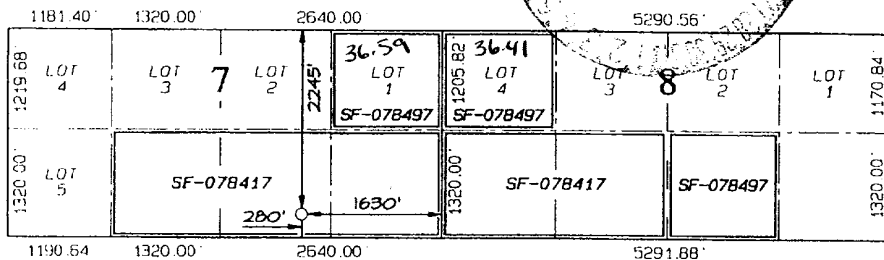 1181.40' 1320.00' 2640.00' 5290.56'
1219.68' LOT 4 LOT 3 7 LOT 2 2245' 36.59 LOT 1 SF-078497 1205.82 36.41 LOT 4 SF-078497 LOT 3 8 LOT 2 LOT 1 1170.84'
1320.00' LOT 5 SF-078417 280' 1630' 1320.00' SF-078417 SF-078497 1320.00'
1190.64 1320.00' 2640.00 5291.88'